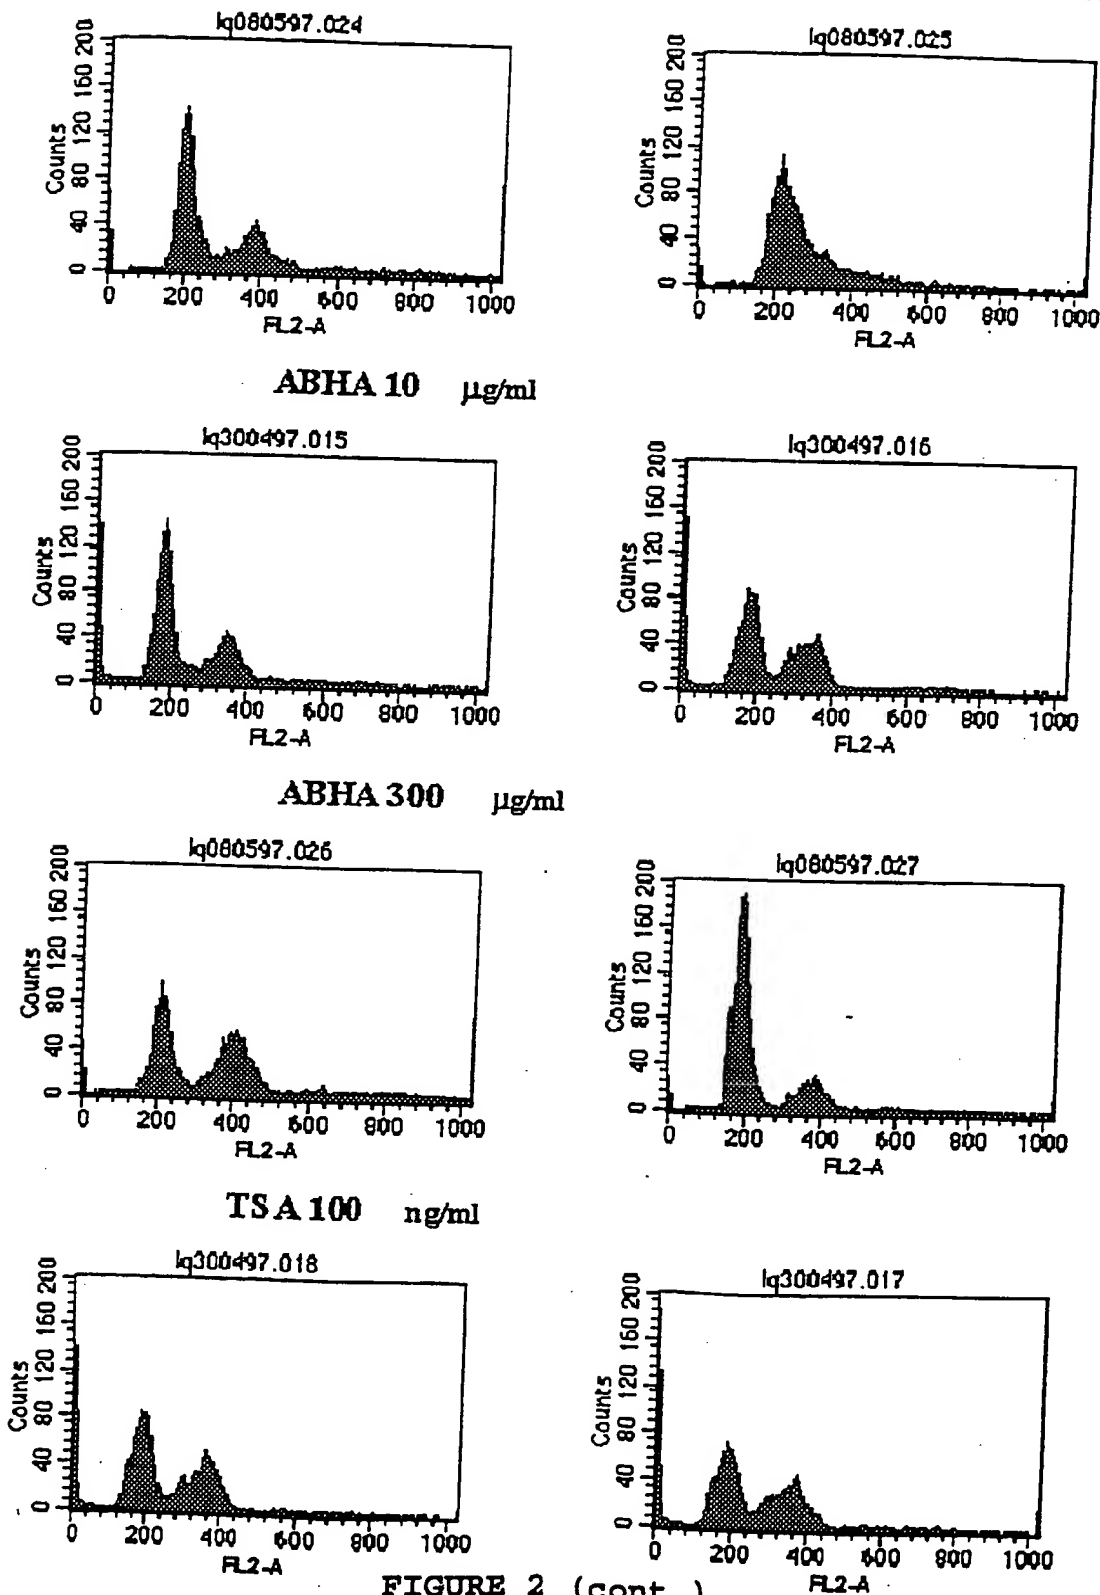 lq080597.024
Counts
0 40 80 120 160 200
0 200 400 600 800 1000
FL2-A
lq080597.025
Counts
0 40 80 120 160 200
0 200 400 600 800 1000
FL2-A
ABHA 10 μg/ml
lq300497.015
Counts
0 40 80 120 160 200
0 200 400 600 800 1000
FL2-A
lq300497.016
Counts
0 40 80 120 160 200
0 200 400 600 800 1000
FL2-A
ABHA 300 μg/ml
lq080597.026
Counts
0 40 80 120 160 200
0 200 400 600 800 1000
FL2-A
lq080597.027
Counts
0 40 80 120 160 200
0 200 400 600 800 1000
FL2-A
TSA 100 ng/ml
lq300497.018
Counts
0 40 80 120 160 200
0 200 400 600 800 1000
FL2-A
lq300497.017
Counts
0 40 80 120 160 200
0 200 400 600 800 1000
FL2-A
FIGURE 2 (cont.)